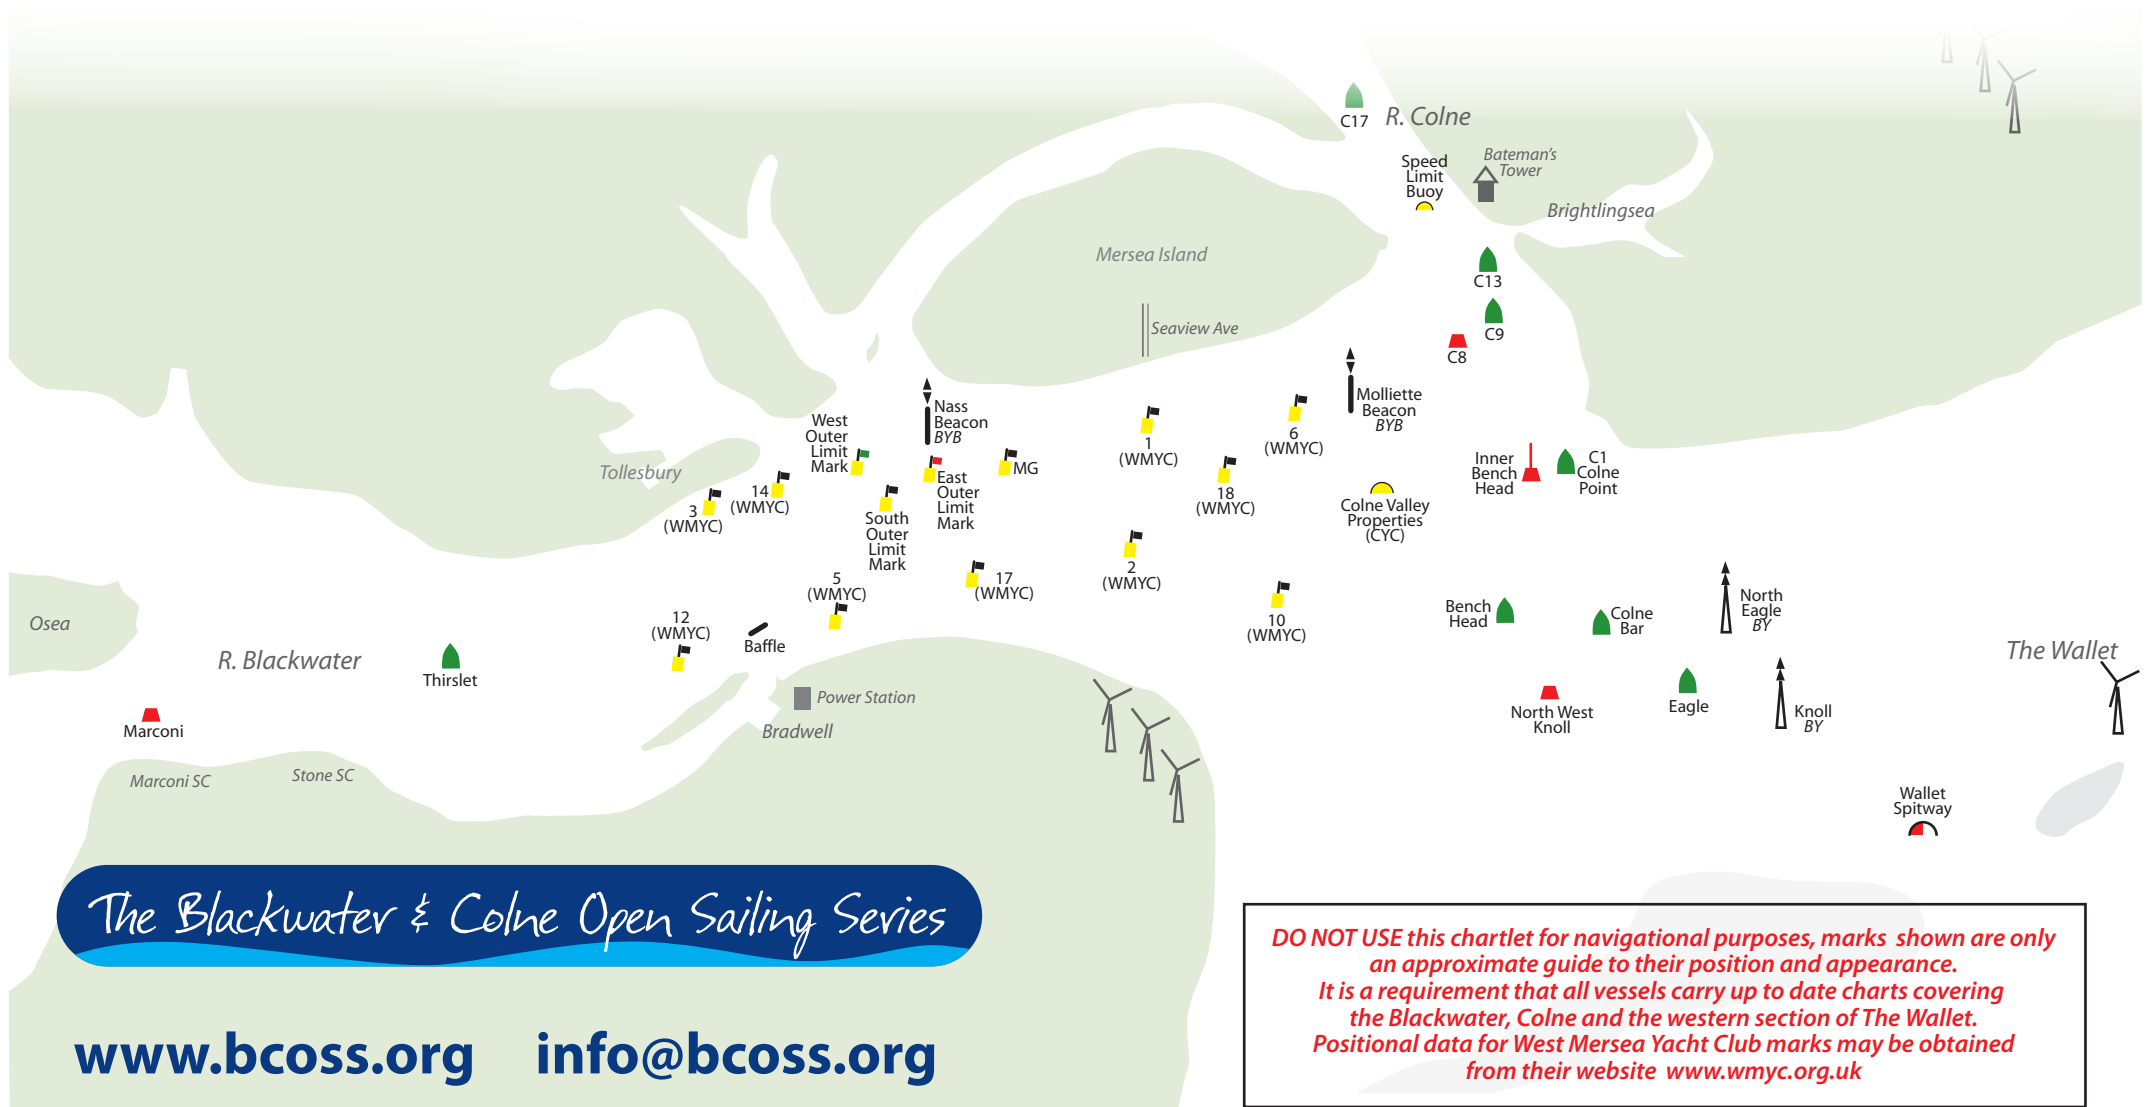 C17
R. Colne
Speed
Limit
Buoy
Bateman's
Tower
Brightlingsea
Mersea Island
C13
Seaview Ave
C9
C8
Molliette
Beacon
BYB
Nass
Beacon
BYB
West
Outer
Limit
Mark
1
(WMYC)
6
(WMYC)
Inner
Bench
Head
C1
Colne
Point
Tollesbury
MG
East
Outer
Limit
Mark
14
(WMYC)
3
(WMYC)
18
(WMYC)
Colne Valley
Properties
(CYC)
South
Outer
Limit
Mark
2
(WMYC)
5
(WMYC)
17
(WMYC)
10
(WMYC)
Bench
Head
Colne
Bar
North
Eagle
BY
Osea
12
(WMYC)
Baffle
R. Blackwater
Thirslet
The Wallet
Power Station
Bradwell
North West
Knoll
Eagle
Knoll
BY
Marconi
Marconi SC
Stone SC
Wallet
Spitway
The Blackwater & Colne Open Sailing Series
www.bcoss.org info@bcoss.org
DO NOT USE this chartlet for navigational purposes, marks shown are only
an approximate guide to their position and appearance.
It is a requirement that all vessels carry up to date charts covering
the Blackwater, Colne and the western section of The Wallet.
Positional data for West Mersea Yacht Club marks may be obtained
from their website www.wmyc.org.uk